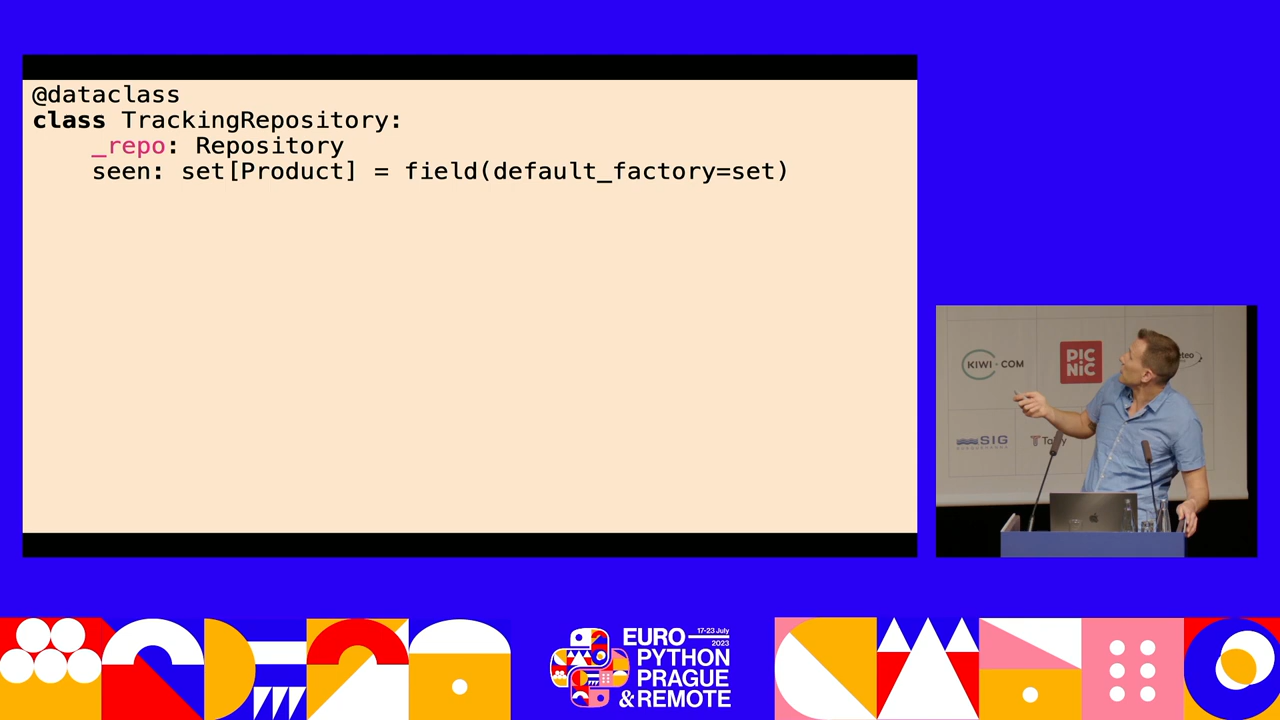 @dataclass
class TrackingRepository:
    _repo: Repository
    seen: set[Product] = field(default_factory=set)
KIWI-COM
PIC
NIC
SIG
EURO
17-23 July
2023
PYTHON
PRAGUE
& REMOTE